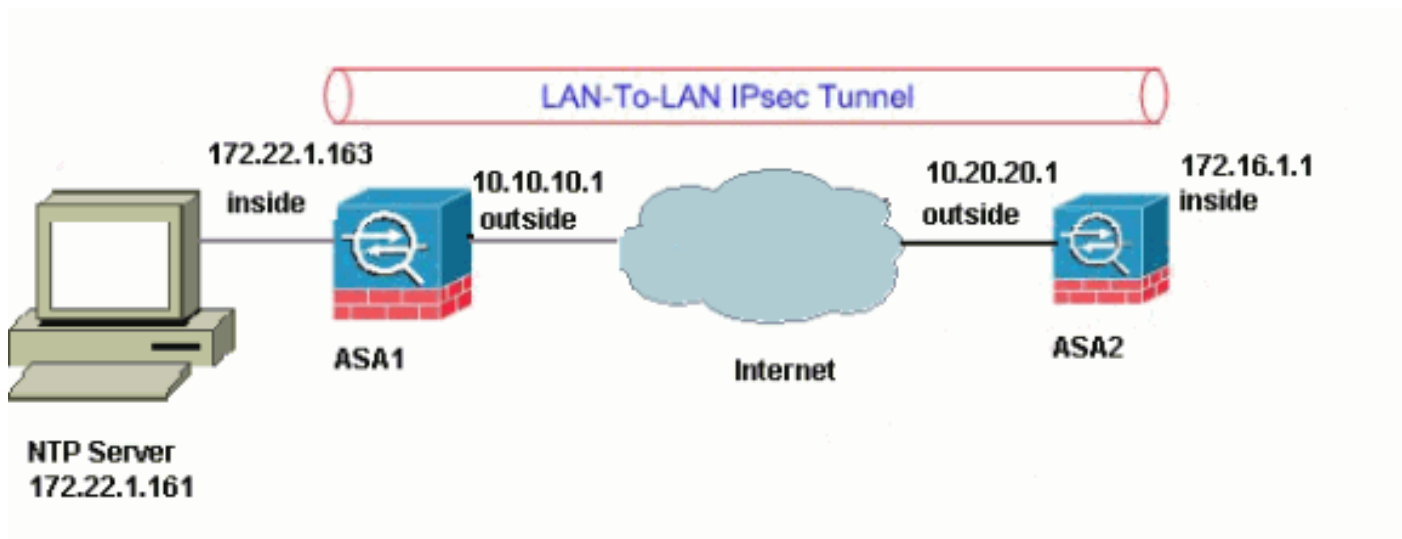 LAN-To-LAN IPsec Tunnel
172.22.1.163
inside
10.10.10.1
outside
10.20.20.1
outside
172.16.1.1
inside
ASA1
Internet
ASA2
NTP Server
172.22.1.161